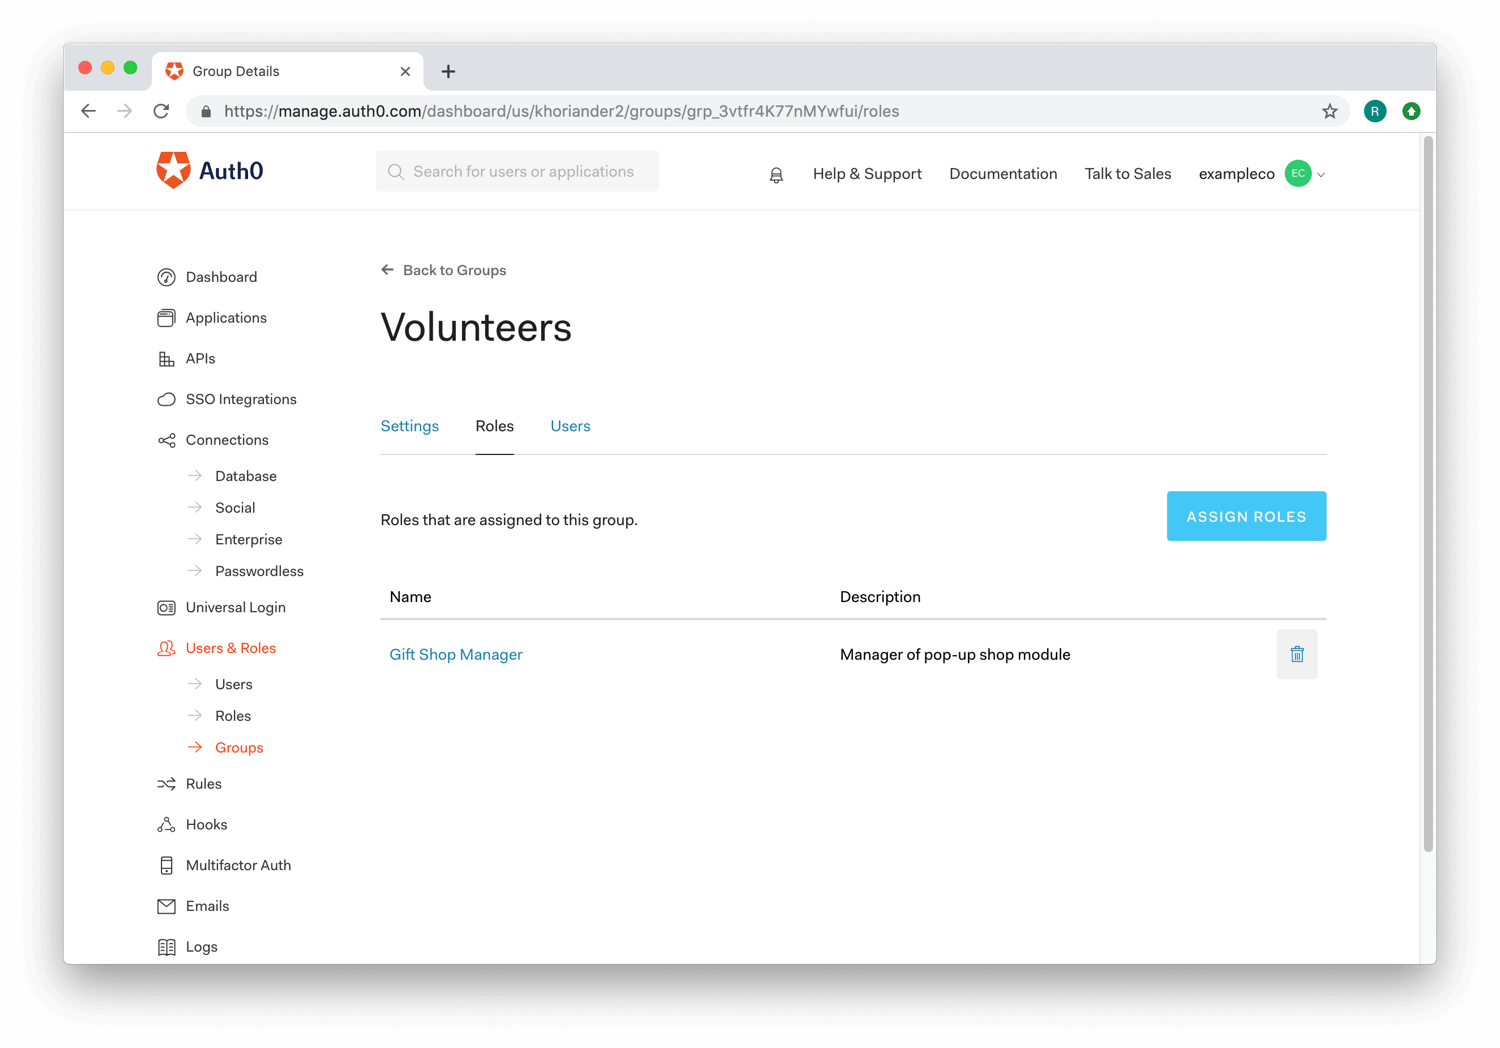 Group Details
https://manage.auth0.com/dashboard/us/khoriander2/groups/grp_3vtfr4K77nMYwfui/roles
R
Auth0
Search for users or applications
Help & Support
Documentation
Talk to Sales
exampleco
EC
Dashboard
Applications
APIs
SSO Integrations
Connections
Database
Social
Enterprise
Passwordless
Universal Login
Users & Roles
Users
Roles
Groups
Rules
Hooks
Multifactor Auth
Emails
Logs
Back to Groups
Volunteers
Settings
Roles
Users
Roles that are assigned to this group.
ASSIGN ROLES
Name
Description
Gift Shop Manager
Manager of pop-up shop module